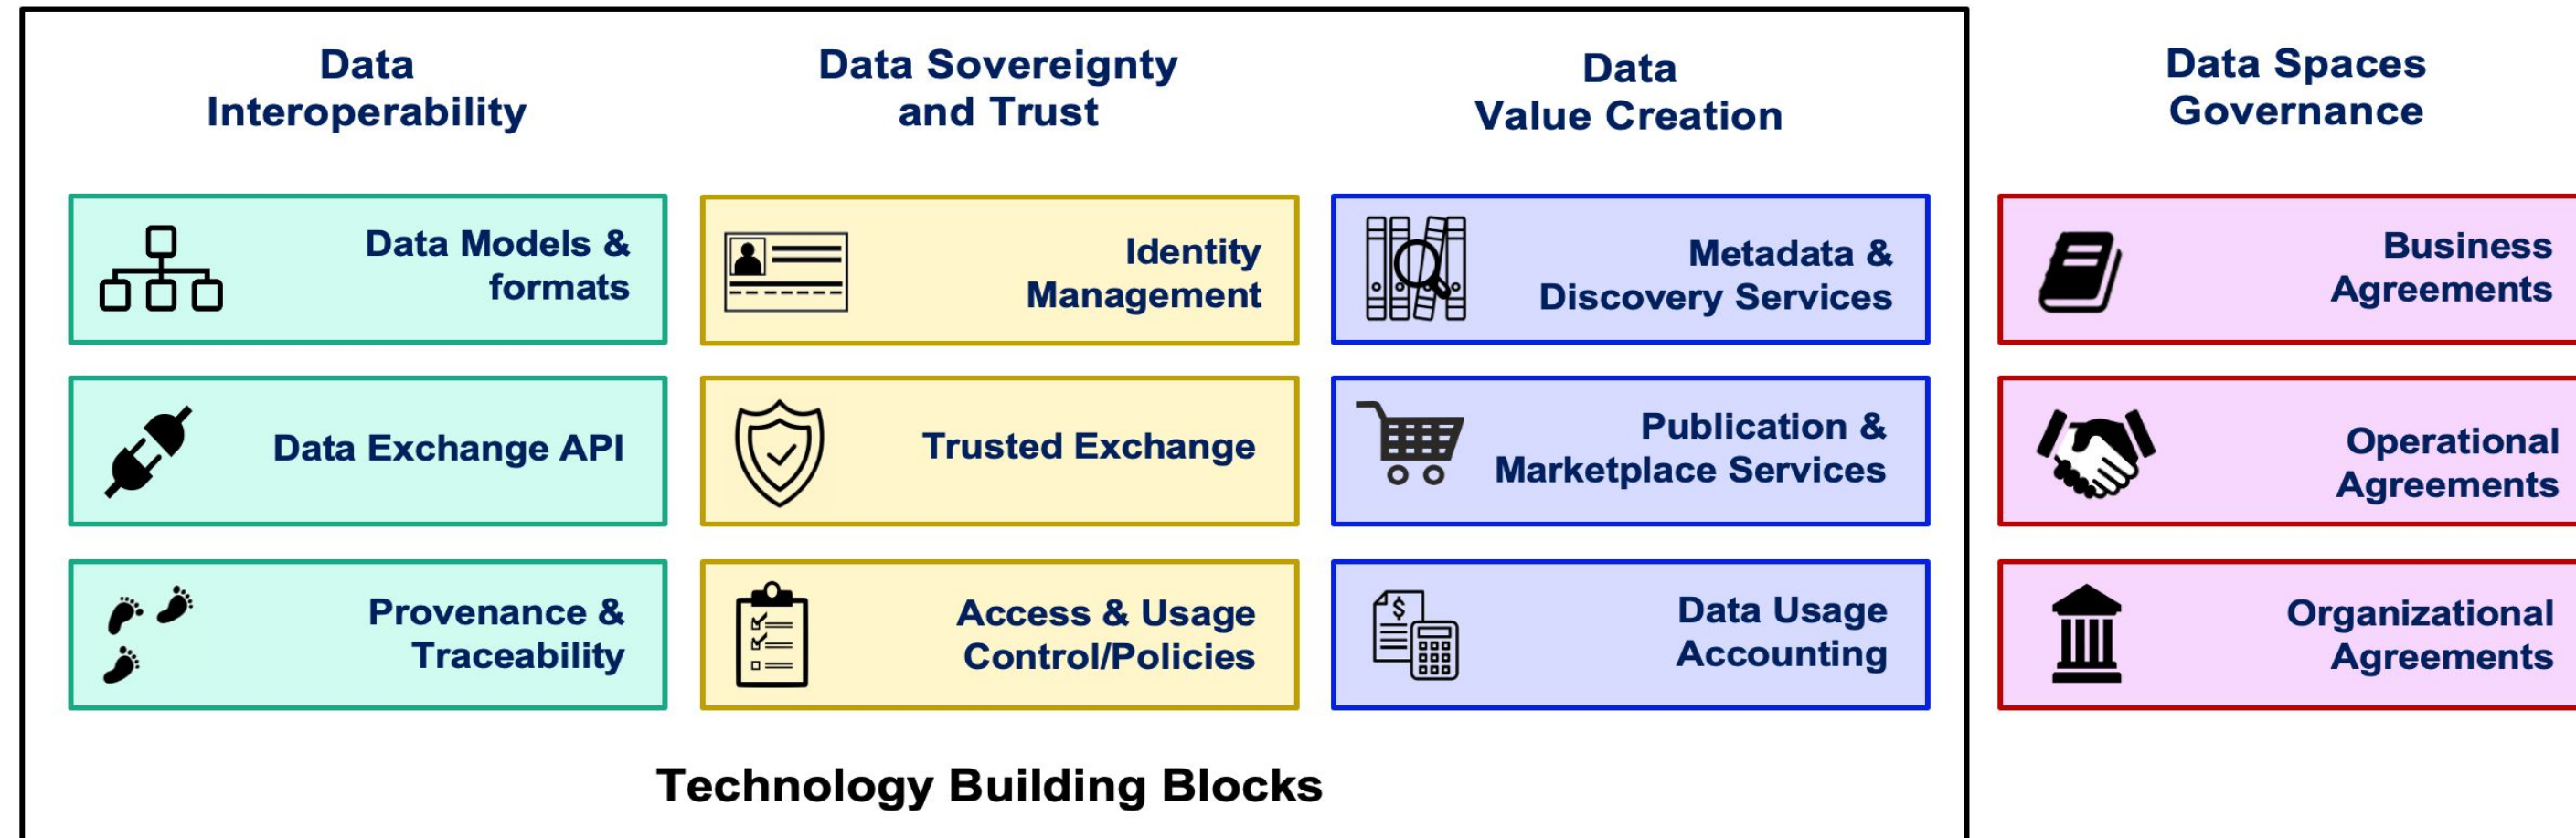 Data
Interoperability
Data Sovereignty
and Trust
Data
Value Creation
Data Spaces
Governance
Data Models &
formats
Identity
Management
Metadata &
Discovery Services
Business
Agreements
Data Exchange API
Trusted Exchange
Publication &
Marketplace Services
Operational
Agreements
Provenance &
Traceability
Access & Usage
Control/Policies
Data Usage
Accounting
Organizational
Agreements
Technology Building Blocks